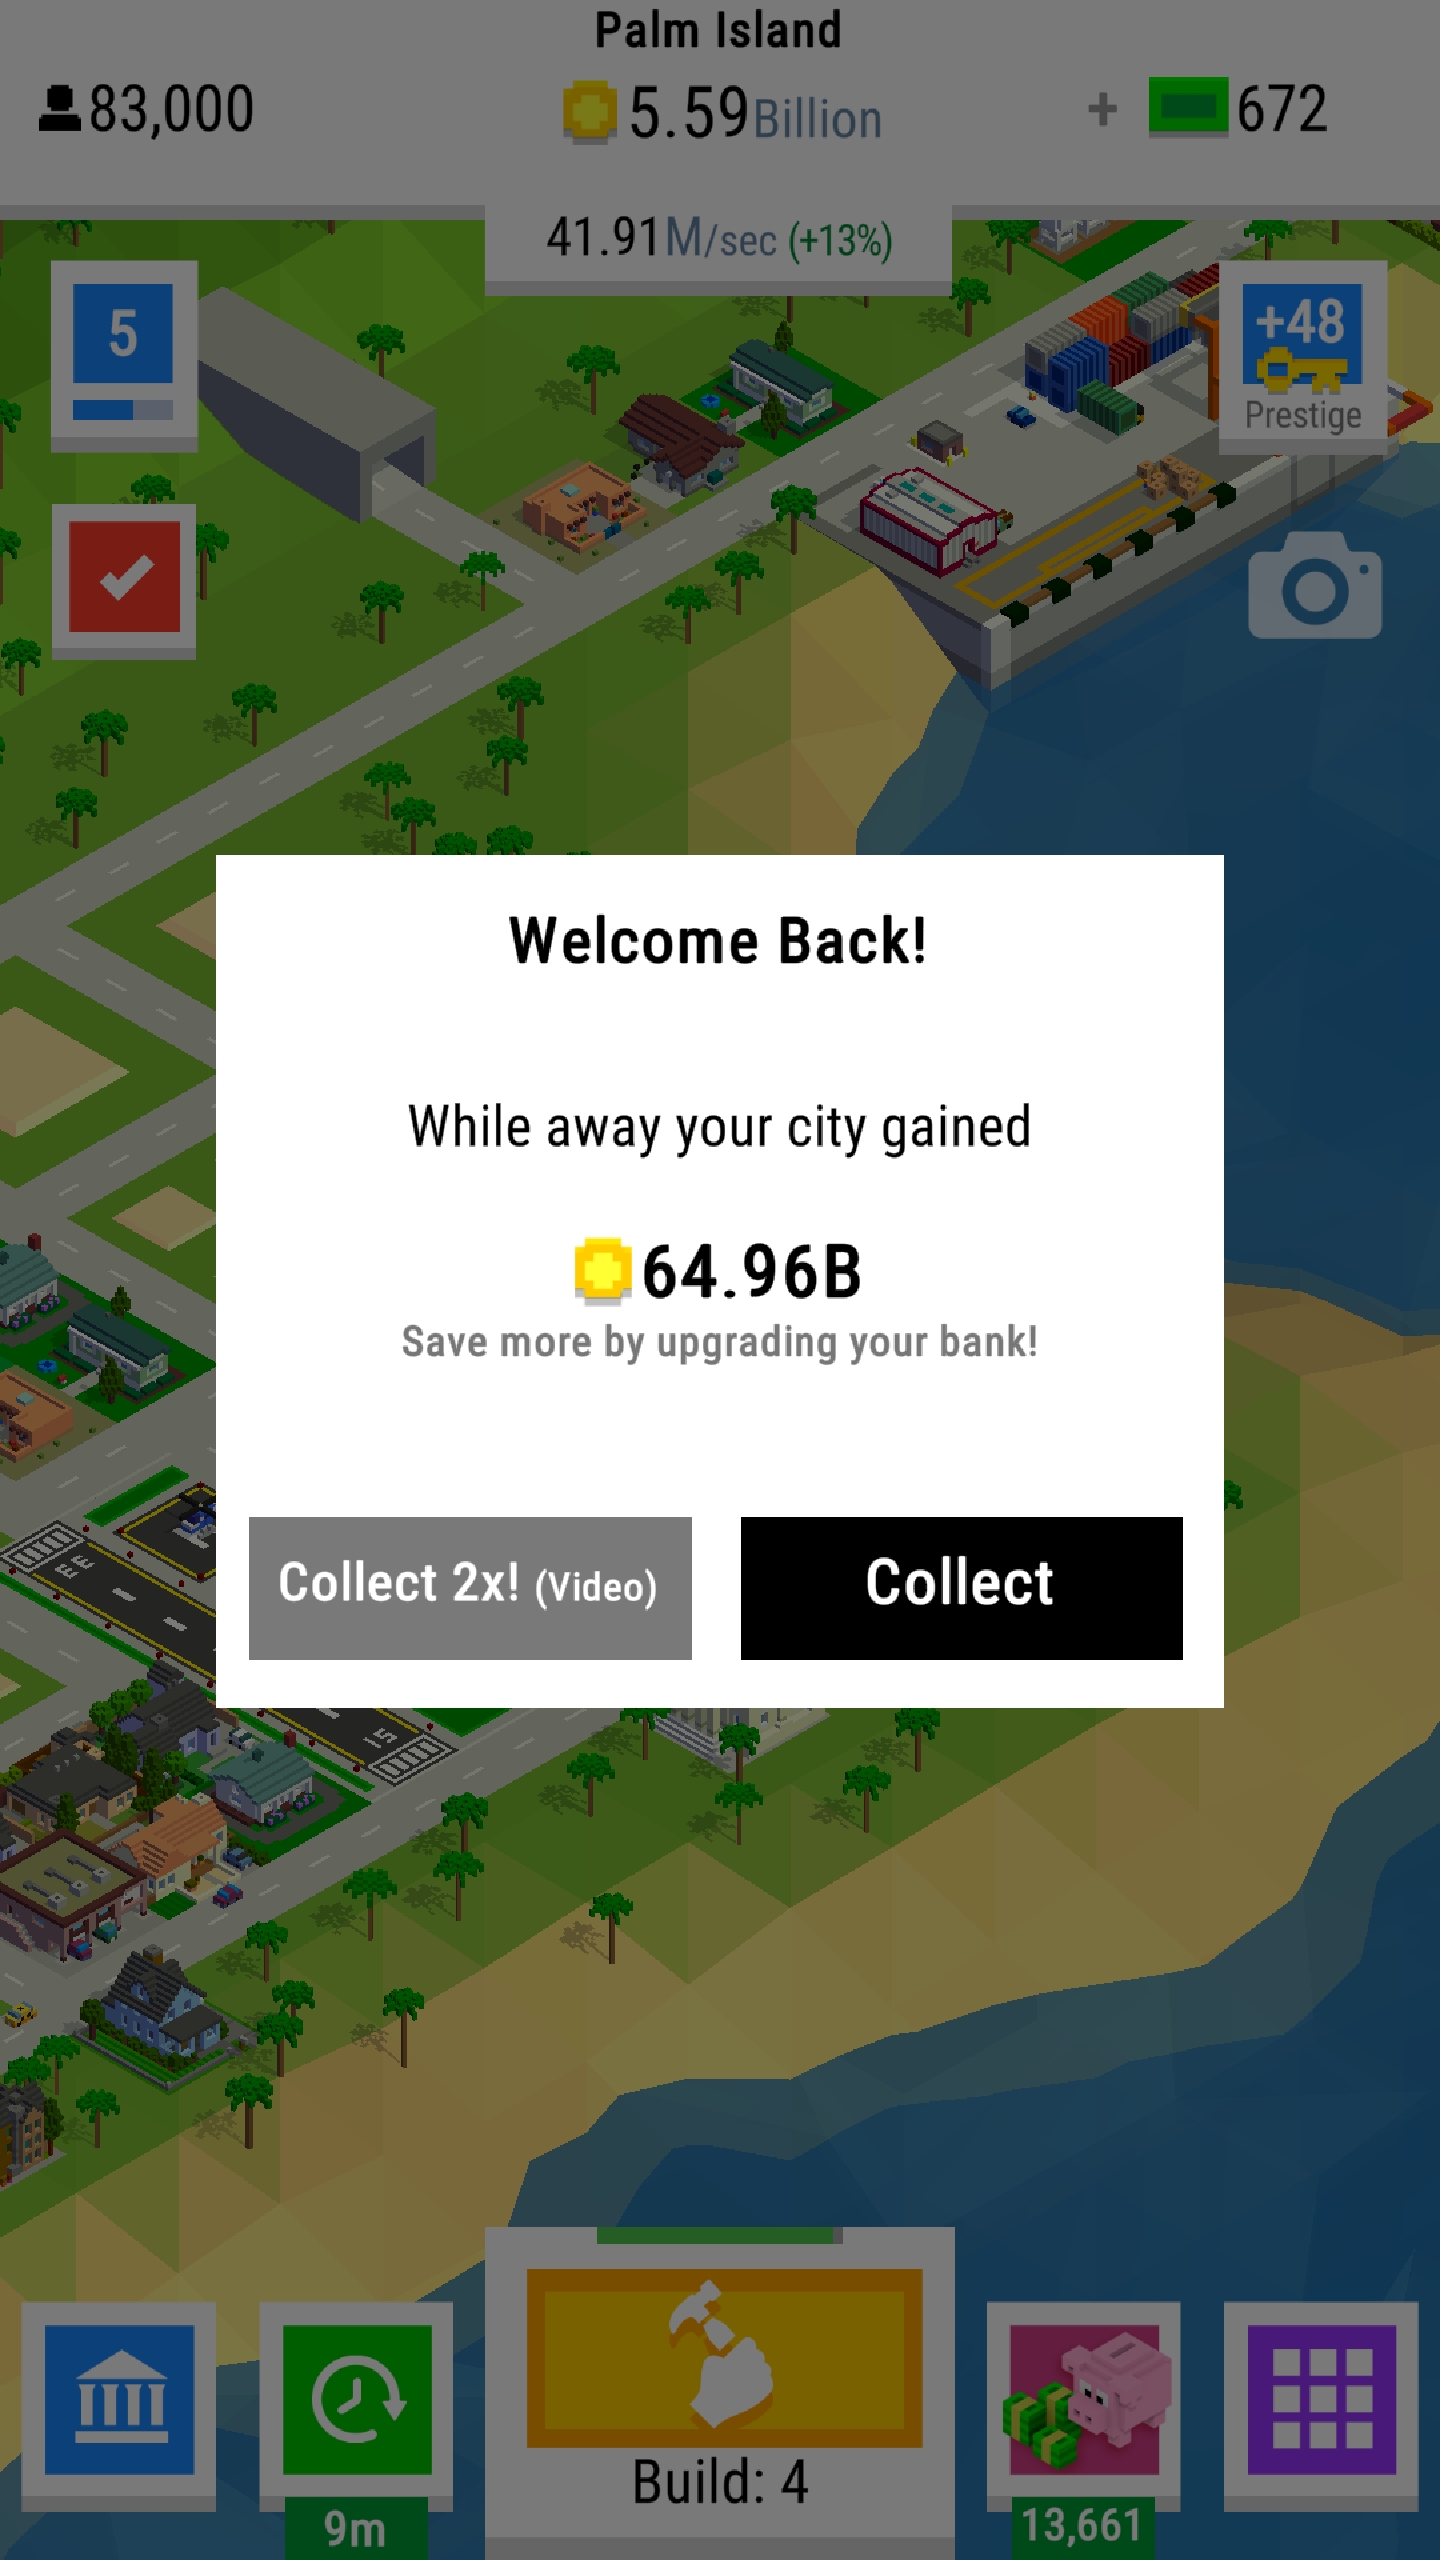 Palm Island
83,000
5.59Billion
+ 672
41.91M/sec (+13%)
5
+48
Prestige
Welcome Back!
While away your city gained
64.96B
Save more by upgrading your bank!
Collect 2x! (Video)
Collect
33
15
Build: 4
9m
13,661